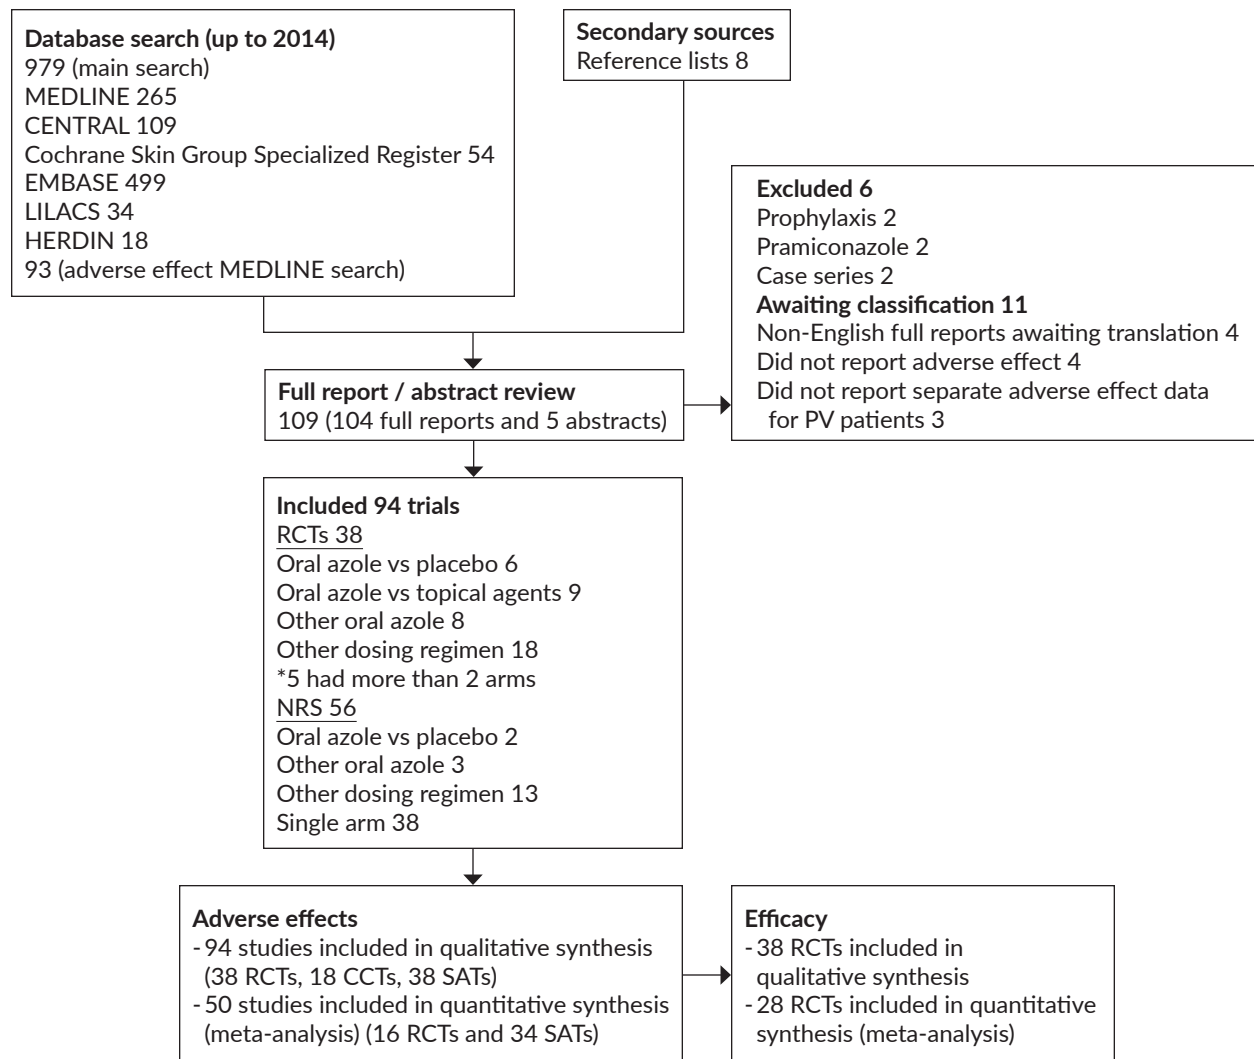 Database search (up to 2014)
979 (main search)
MEDLINE 265
CENTRAL 109
Cochrane Skin Group Specialized Register 54
EMBASE 499
LILACS 34
HERDIN 18
93 (adverse effect MEDLINE search)
Secondary sources
Reference lists 8
Excluded 6
Prophylaxis 2
Pramiconazole 2
Case series 2
Awaiting classification 11
Non-English full reports awaiting translation 4
Did not report adverse effect 4
Did not report separate adverse effect data
for PV patients 3
Full report / abstract review
109 (104 full reports and 5 abstracts)
Included 94 trials
RCTs 38
Oral azole vs placebo 6
Oral azole vs topical agents 9
Other oral azole 8
Other dosing regimen 18
*5 had more than 2 arms
NRS 56
Oral azole vs placebo 2
Other oral azole 3
Other dosing regimen 13
Single arm 38
Adverse effects
- 94 studies included in qualitative synthesis
(38 RCTs, 18 CCTs, 38 SATs)
- 50 studies included in quantitative synthesis
(meta-analysis) (16 RCTs and 34 SATs)
Efficacy
- 38 RCTs included in
qualitative synthesis
- 28 RCTs included in quantitative
synthesis (meta-analysis)